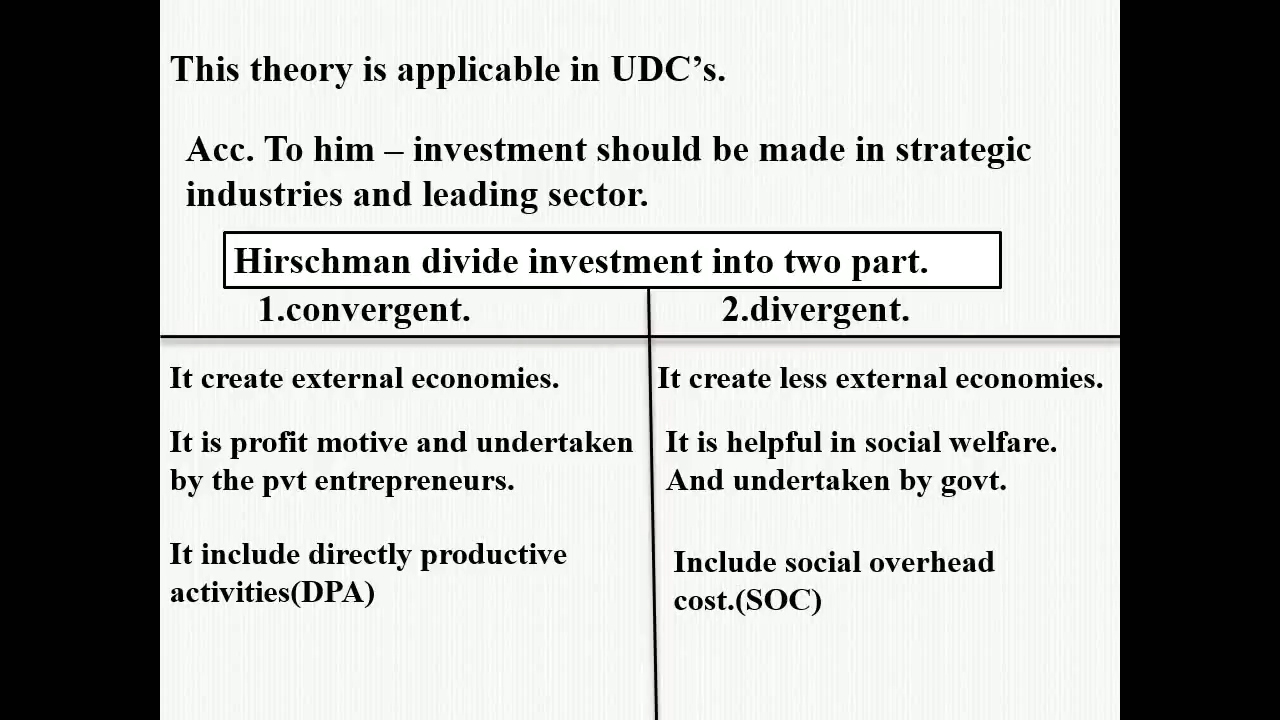 This theory is applicable in UDC’s.
Acc. To him – investment should be made in strategic
industries and leading sector.
Hirschman divide investment into two part.
1.convergent.
2.divergent.
It create external economies.
It is profit motive and undertaken
by the pvt entrepreneurs.
It include directly productive
activities(DPA)
It create less external economies.
It is helpful in social welfare.
And undertaken by govt.
Include social overhead
cost.(SOC)